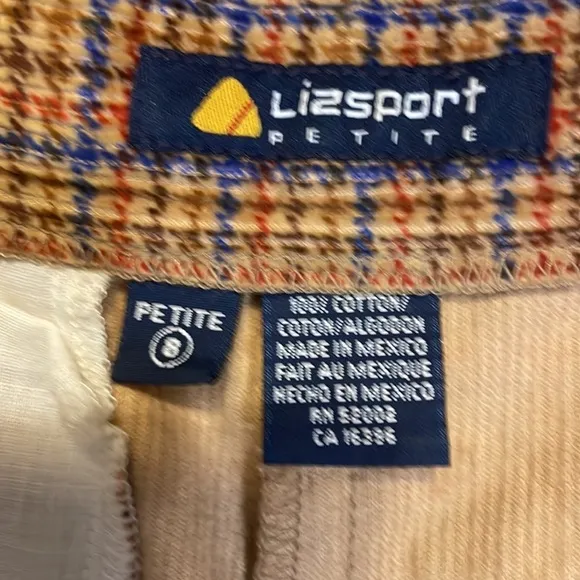 Lizsport
PETITE
PETITE
8
100% COTTON/
COTON/ALGODON
MADE IN MEXICO
FAIT AU MEXIQUE
HECHO EN MEXICO
RN 52002
CA 16396